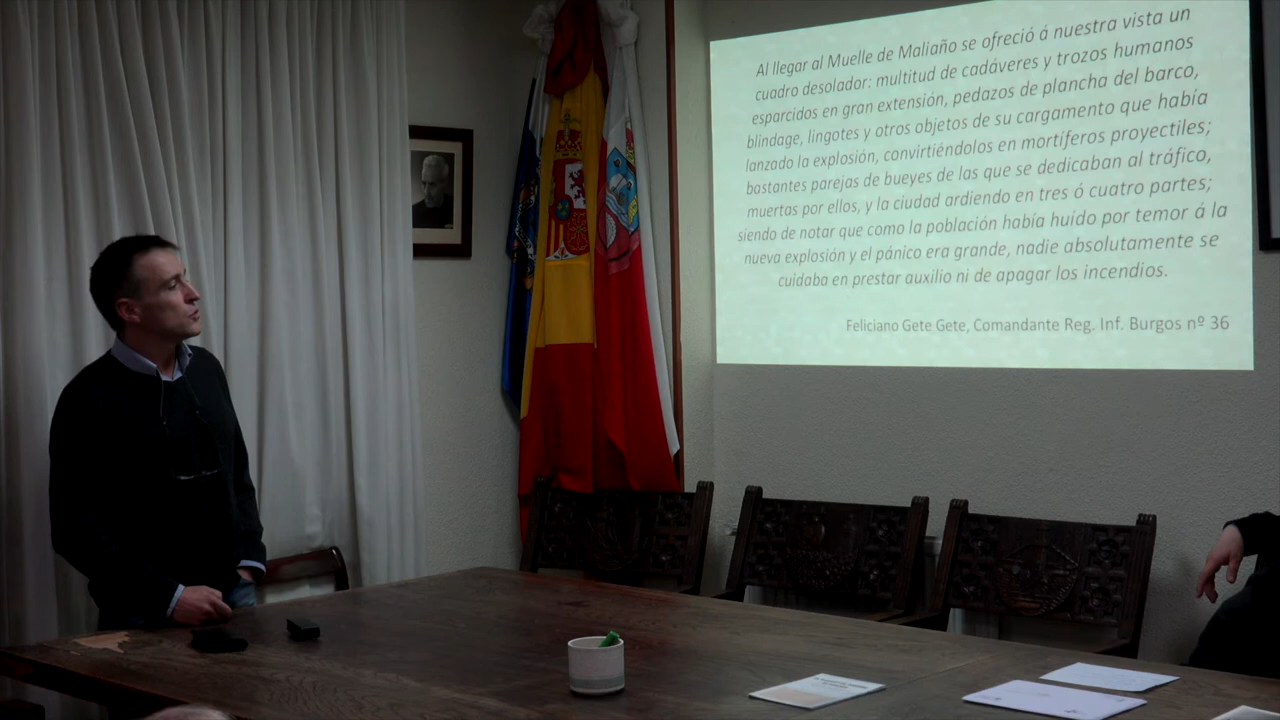 Al llegar al Muelle de Maliaño se ofreció á nuestra vista un
cuadro desolador: multitud de cadáveres y trozos humanos
esparcidos en gran extensión, pedazos de plancha del barco,
blindage, lingotes y otros objetos de su cargamento que había
lanzado la explosión, convirtiéndolos en mortíferos proyectiles;
bastantes parejas de bueyes de las que se dedicaban al tráfico,
muertas por ellos, y la ciudad ardiendo en tres ó cuatro partes;
siendo de notar que como la población había huído por temor á la
nueva explosión y el pánico era grande, nadie absolutamente se
cuidaba en prestar auxilio ni de apagar los incendios.
Feliciano Gete Gete, Comandante Reg. Inf. Burgos nº 36